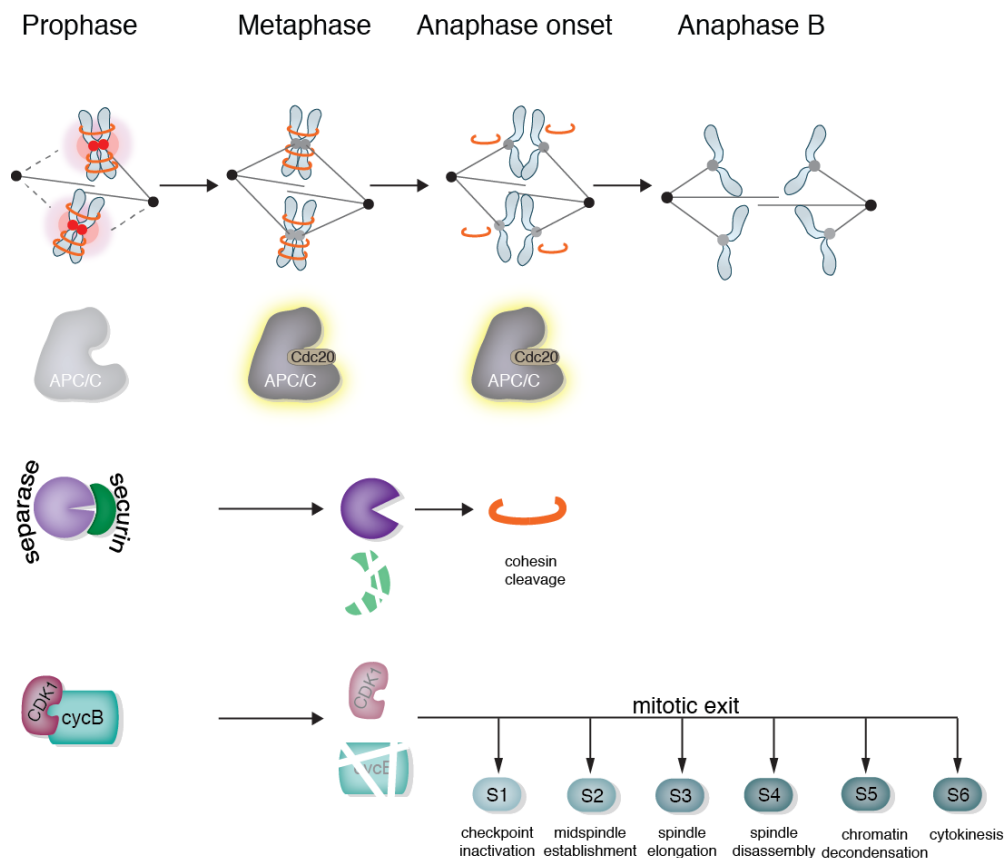 Prophase
Metaphase
Anaphase onset
Anaphase B
APC/C
Cdc20
APC/C
Cdc20
APC/C
separase
securin
cohesin
cleavage
CDK1
cycB
CDK1
cycB
mitotic exit
S1
S2
S3
S4
S5
S6
checkpoint
inactivation
midspindle
establishment
spindle
elongation
spindle
disassembly
chromatin
decondensation
cytokinesis